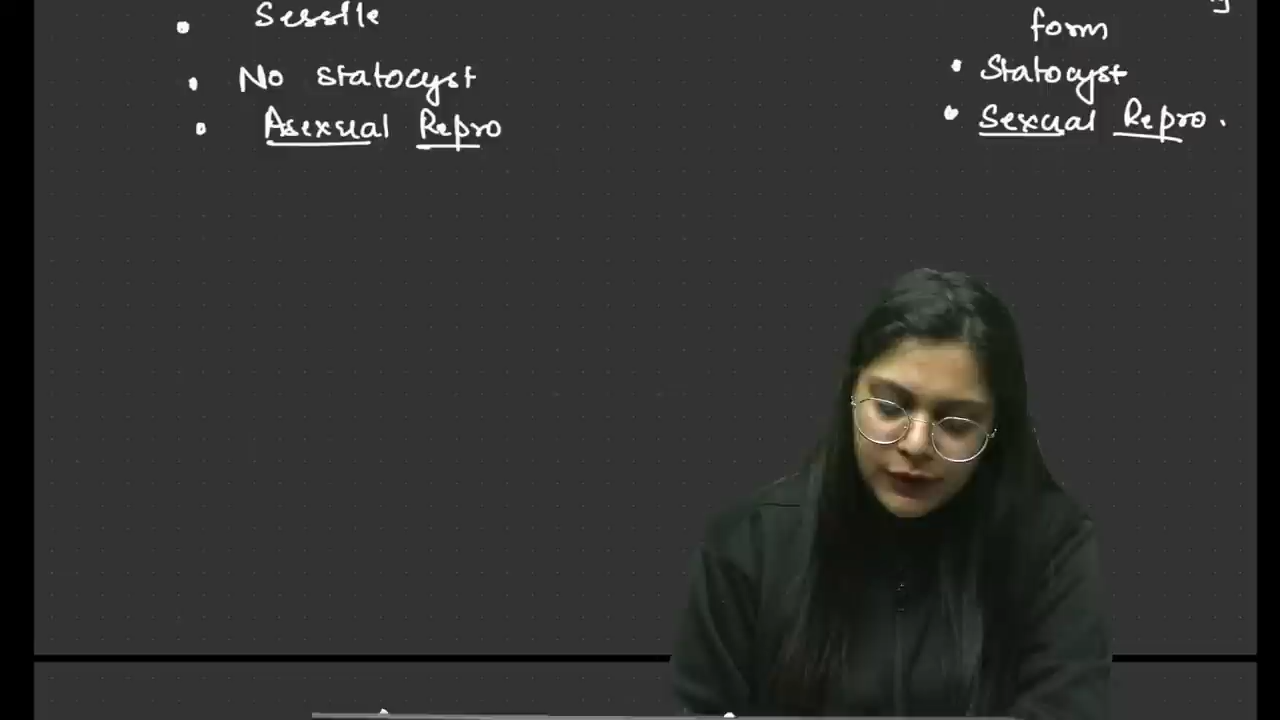 Sessile
• No statocyst
• Asexual Repro
form
• Statocyst
• Sexual Repro.